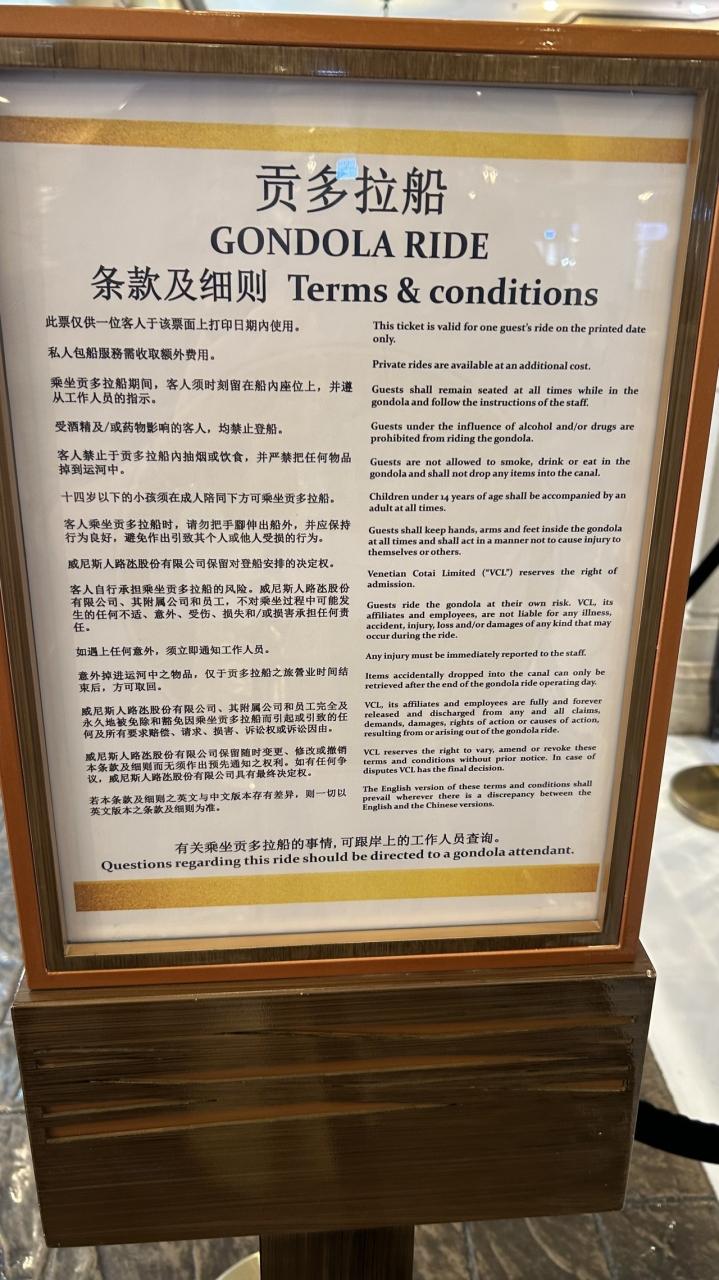 贡多拉船
GONDOLA RIDE
条款及细则 Terms & conditions
此票仅供一位客人于该票面上打印日期内使用。
私人包船服務需收取额外费用。
乘坐贡多拉船期间，客人须时刻留在船内座位上，并遵
从工作人员的指示。
受酒精及/或药物影响的客人，均禁止登船。
客人禁止于贡多拉船内抽烟或饮食，并严禁把任何物品
掉到运河中。
十四岁以下的小孩须在成人陪同下方可乘坐贡多拉船。
客人乘坐贡多拉船时，请勿把手腳伸出船外，并应保持
行为良好，避免作出引致其个人或他人受损的行为。
威尼斯人路氹股份有限公司保留对登船安排的决定权。
客人自行承担乘坐贡多拉船的风险。威尼斯人路氹股份
有限公司、其附属公司和员工，不对乘坐过程中可能发
生的任何不适、意外、受伤、损失和/或损害承担任何责
任。
如遇上任何意外，须立即通知工作人员。
意外掉进运河中之物品，仅于贡多拉船之旅营业时间结
束后，方可取回。
威尼斯人路氹股份有限公司、其附属公司和员工完全及
永久地被免除和豁免因乘坐贡多拉船而引起或引致的任
何及所有要求赔偿、请求、损害、诉讼权或诉讼因由。
威尼斯人路氹股份有限公司保留随时变更、修改或撤销
本条款及细则而无须作出预先通知之权利。如有任何争
议，威尼斯人路氹股份有限公司具有最终决定权。
若本条款及细则之英文与中文版本存有差异，则一切以
英文版本之条款及细则为准。
This ticket is valid for one guest's ride on the printed date
only.
Private rides are available at an additional cost.
Guests shall remain seated at all times while in the
gondola and follow the instructions of the staff.
Guests under the influence of alcohol and/or drugs are
prohibited from riding the gondola.
Guests are not allowed to smoke, drink or eat in the
gondola and shall not drop any items into the canal.
Children under 14 years of age shall be accompanied by an
adult at all times.
Guests shall keep hands, arms and feet inside the gondola
at all times and shall act in a manner not to cause injury to
themselves or others.
Venetian Cotai Limited ("VCL") reserves the right of
admission.
Guests ride the gondola at their own risk. VCL, its
affiliates and employees, are not liable for any illness,
accident, injury, loss and/or damages of any kind that may
occur during the ride.
Any injury must be immediately reported to the staff.
Items accidentally dropped into the canal can only be
retrieved after the end of the gondola ride operating day.
VCL, its affiliates and employees are fully and forever
released and discharged from any and all claims,
demands, damages, rights of action or causes of action,
resulting from or arising out of the gondola ride.
VCL reserves the right to vary, amend or revoke these
terms and conditions without prior notice. In case of
disputes VCL has the final decision.
The English version of these terms and conditions shall
prevail wherever there is a discrepancy between the
English and the Chinese versions.
有关乘坐贡多拉船的事情，可跟岸上的工作人员查询。
Questions regarding this ride should be directed to a gondola attendant.